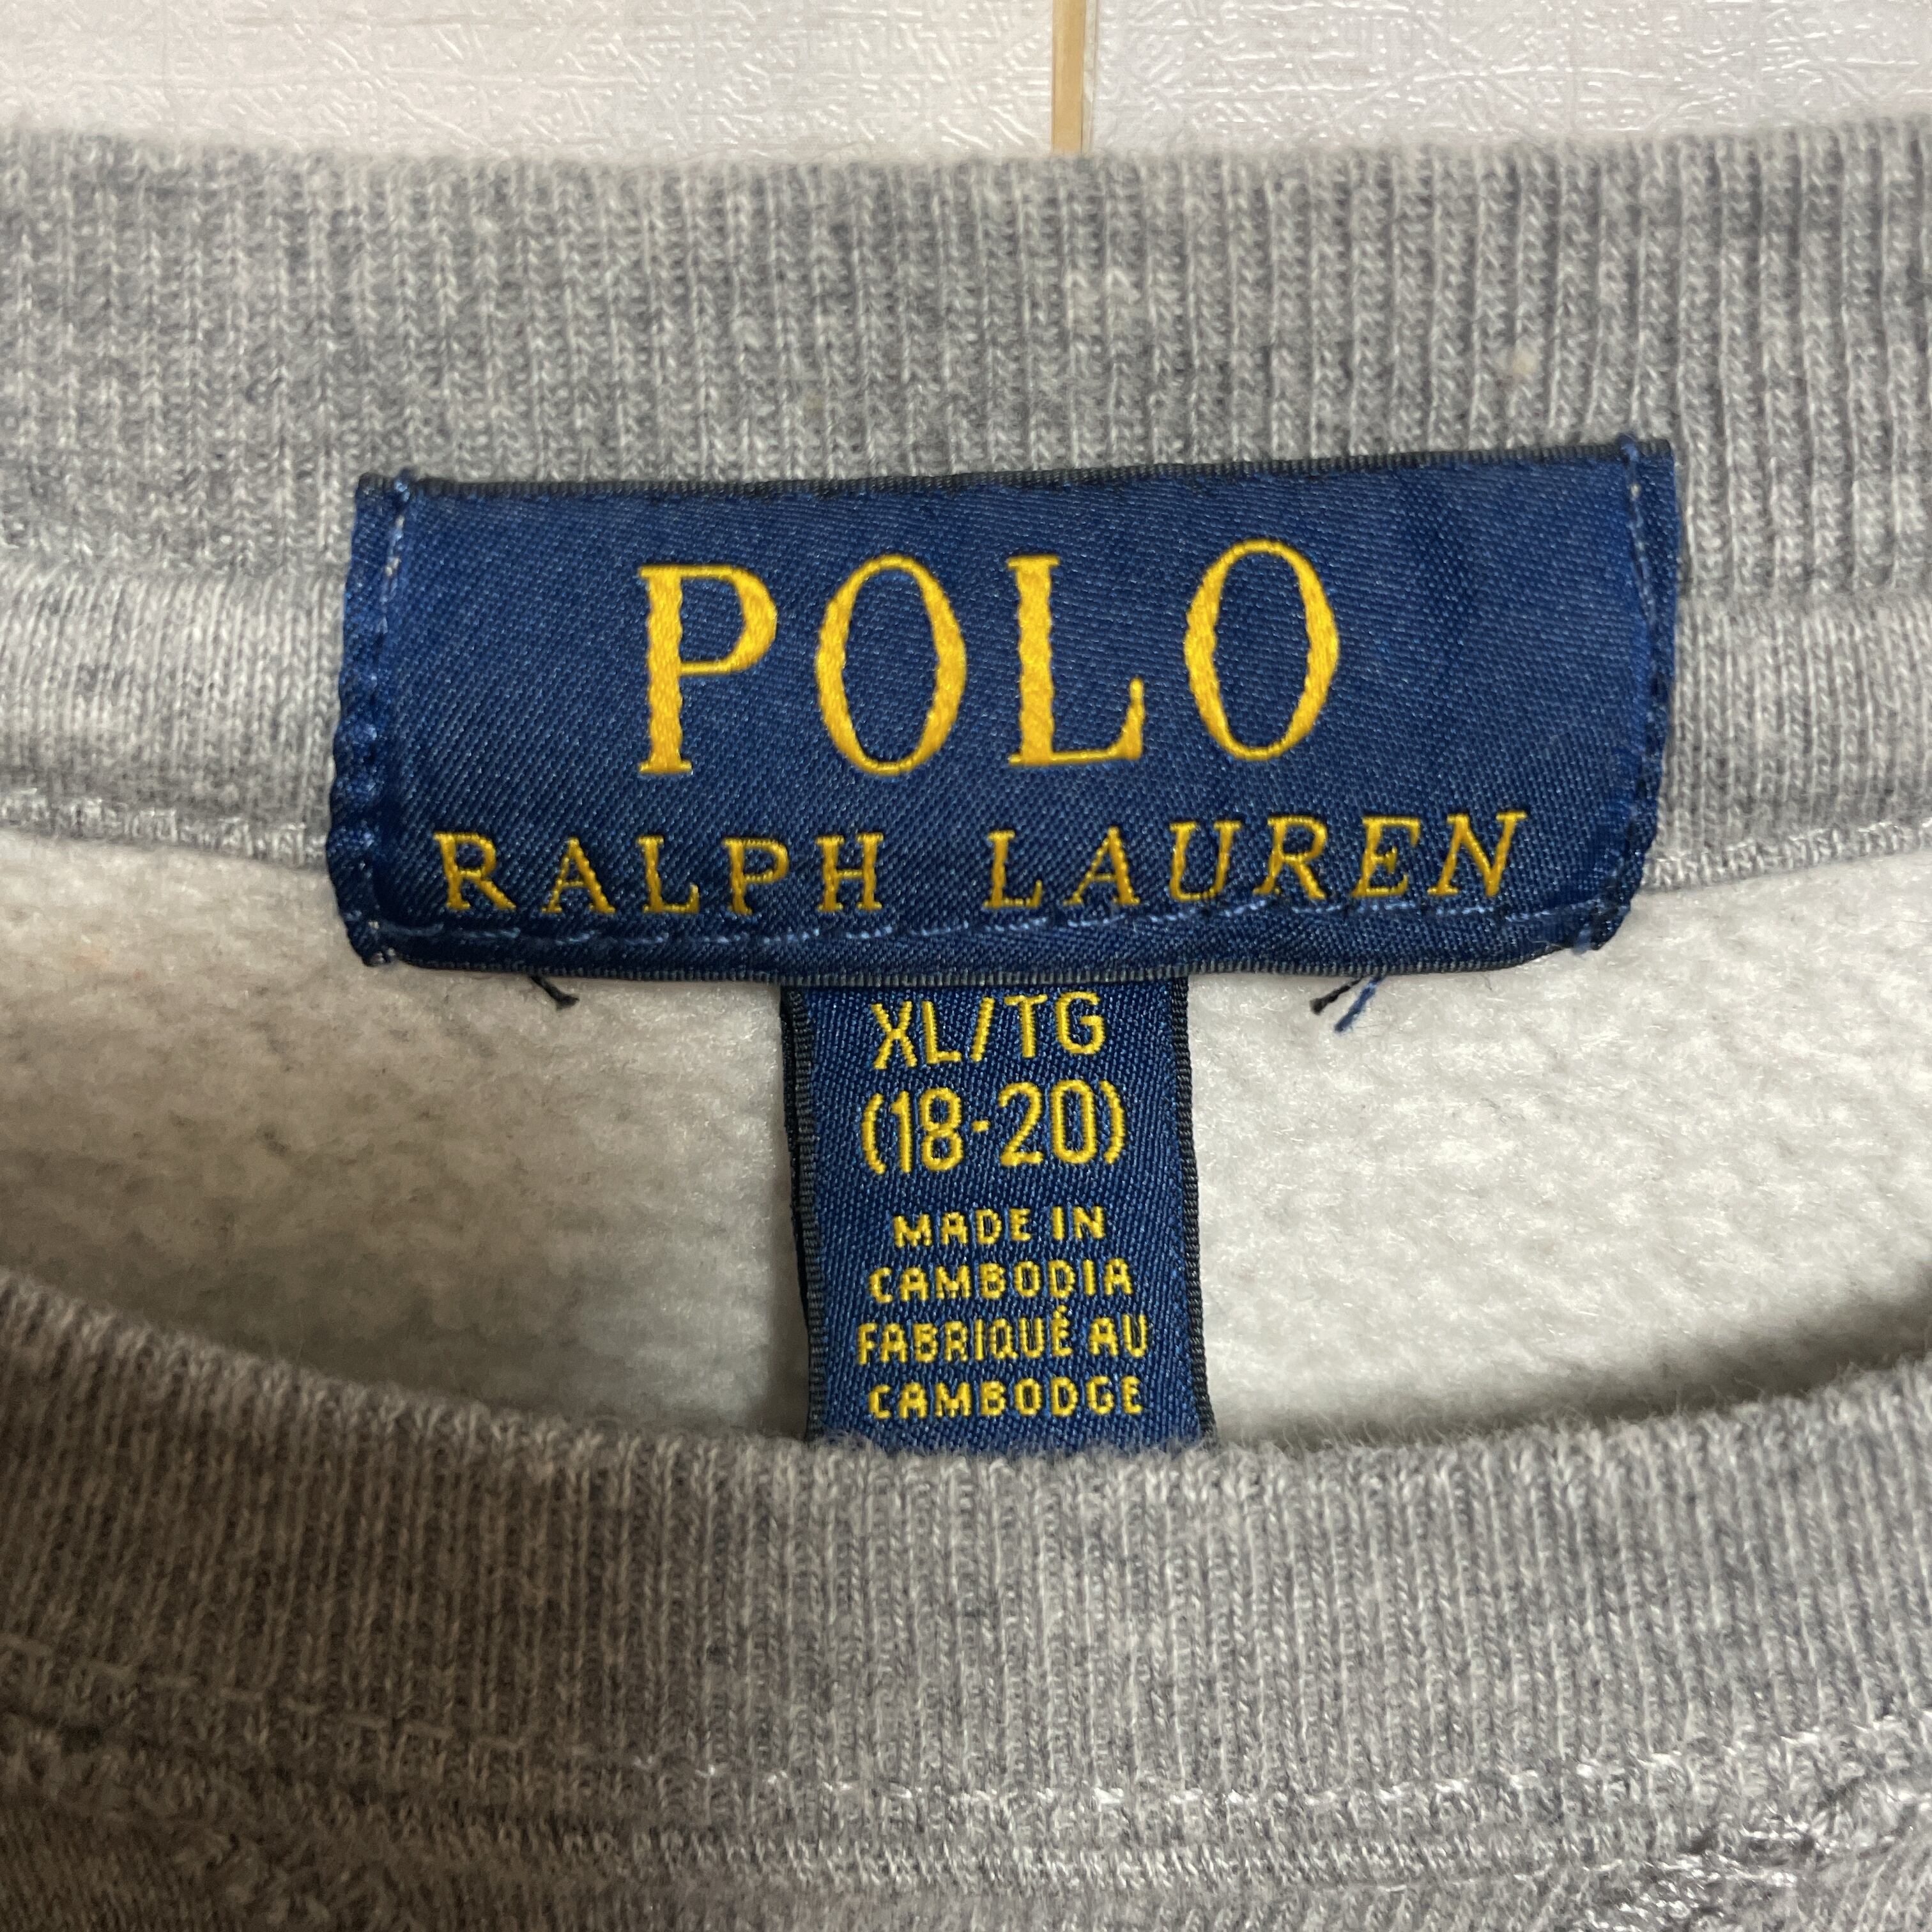 POLO
RALPH LAUREN
XL/TG
(18-20)
MADE IN
CAMBODIA
FABRIQUÉ AU
CAMBODGE